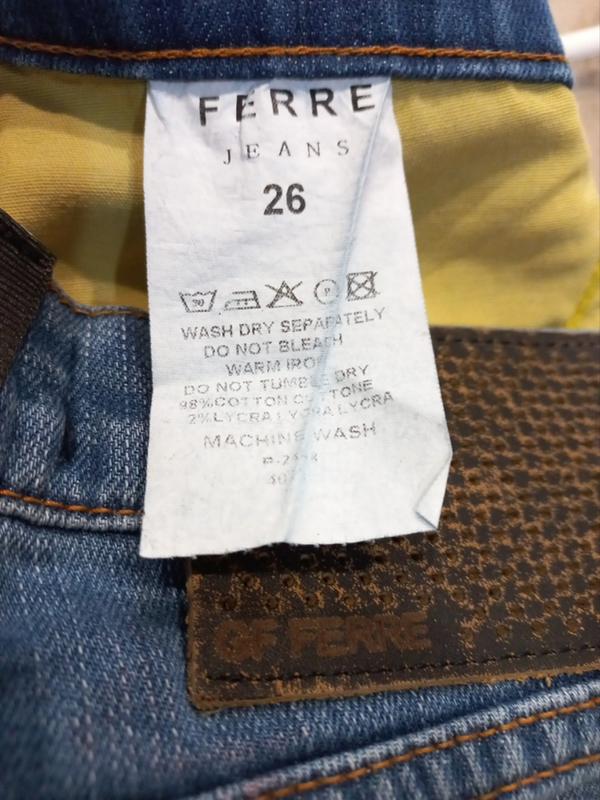 FERRE
JEANS
26
30
P
WASH DRY SEPARATELY
DO NOT BLEACH
WARM IRON
DO NOT TUMBLE DRY
98%COTTON COTTONE
2%LYCRA LYCRA LYCRA
MACHINE WASH
GF FERRE